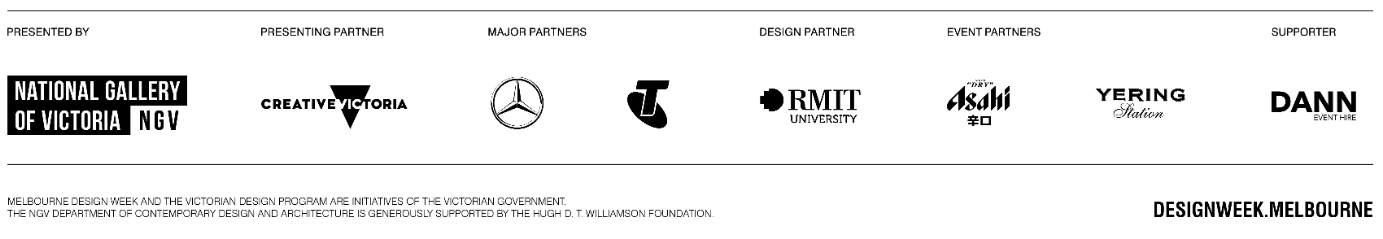 PRESENTED BY
PRESENTING PARTNER
MAJOR PARTNERS
DESIGN PARTNER
EVENT PARTNERS
SUPPORTER
NATIONAL GALLERY
OF VICTORIA NGV
CREATIVE VICTORIA
T
RMIT
UNIVERSITY
"DRY"
Asahi
辛口
YERING
Station
DANN
EVENT HIRE
MELBOURNE DESIGN WEEK AND THE VICTORIAN DESIGN PROGRAM ARE INITIATIVES OF THE VICTORIAN GOVERNMENT.
THE NGV DEPARTMENT OF CONTEMPORARY DESIGN AND ARCHITECTURE IS GENEROUSLY SUPPORTED BY THE HUGH D. T. WILLIAMSON FOUNDATION.
DESIGNWEEK.MELBOURNE